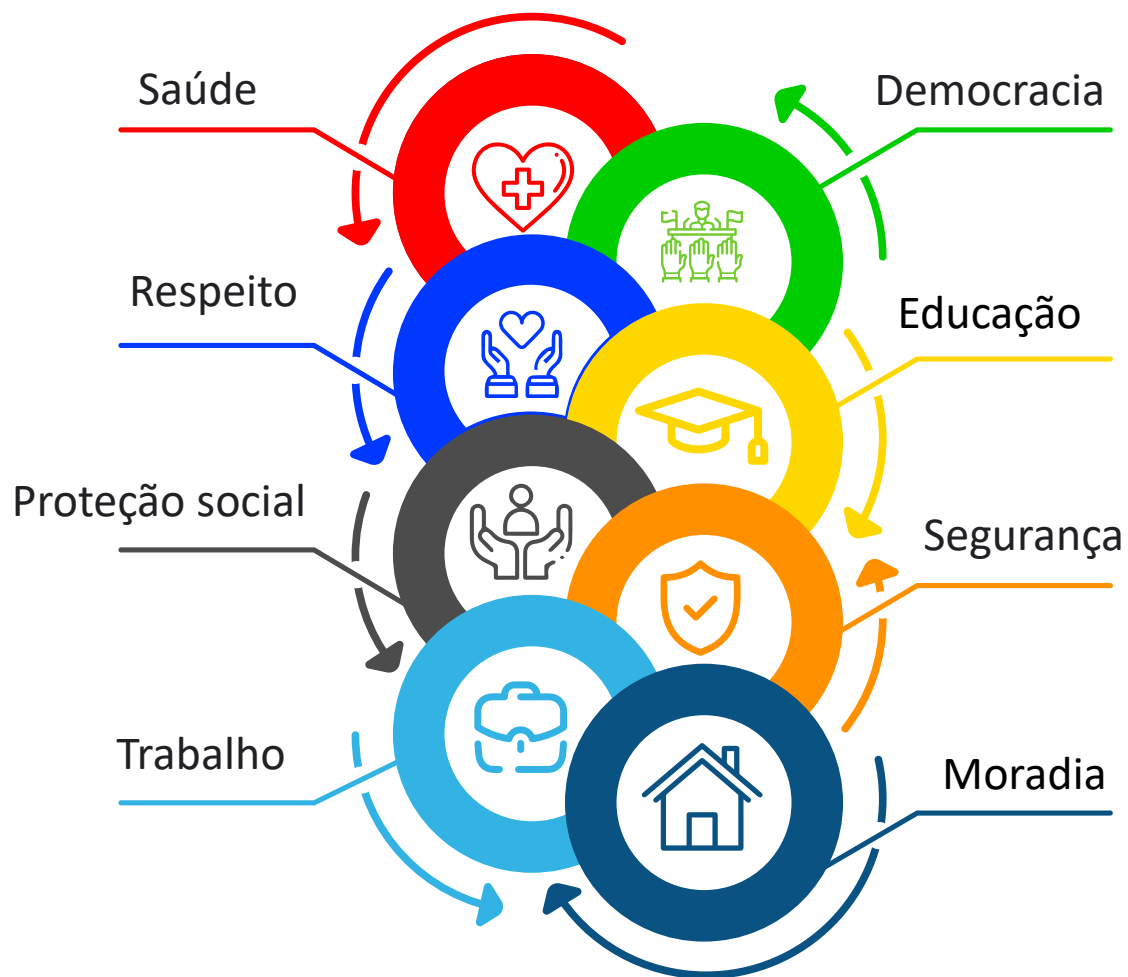 Saúde
Democracia
Respeito
Educação
Proteção social
Segurança
Trabalho
Moradia